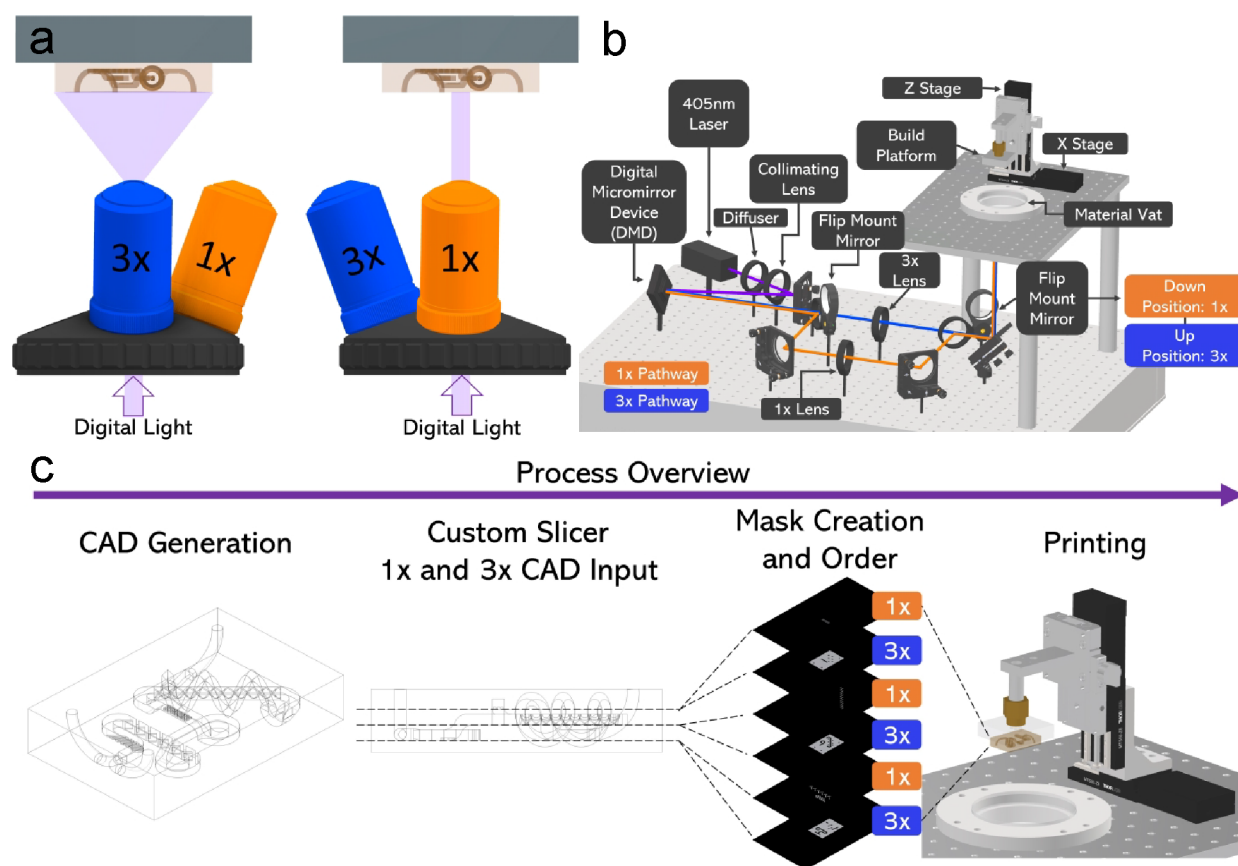 a
3x
1x
Digital Light
3x
1x
Digital Light
b
405nm
Laser
Digital
Micromirror
Device
(DMD)
Diffuser
Collimating
Lens
Flip Mount
Mirror
3x
Lens
1x Lens
Z Stage
Build
Platform
X Stage
Material Vat
Flip
Mount
Mirror
Down
Position: 1x
Up
Position: 3x
1x Pathway
3x Pathway
c
Process Overview
CAD Generation
Custom Slicer
1x and 3x CAD Input
Mask Creation
and Order
1x
3x
1x
3x
1x
3x
Printing